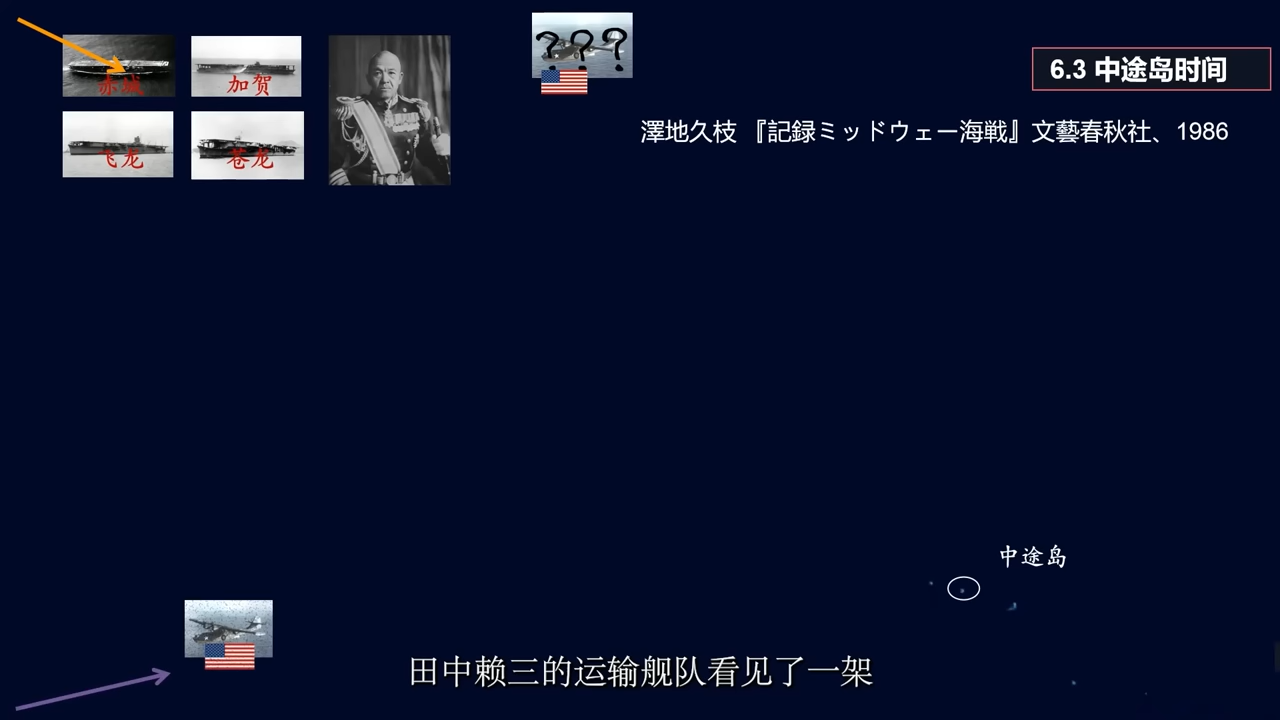 赤城
加贺
飞龙
苍龙
???
6.3 中途岛时间
澤地久枝 『記録ミッドウェー海戦』文藝春秋社、1986
中途岛
田中赖三的运输舰队看见了一架